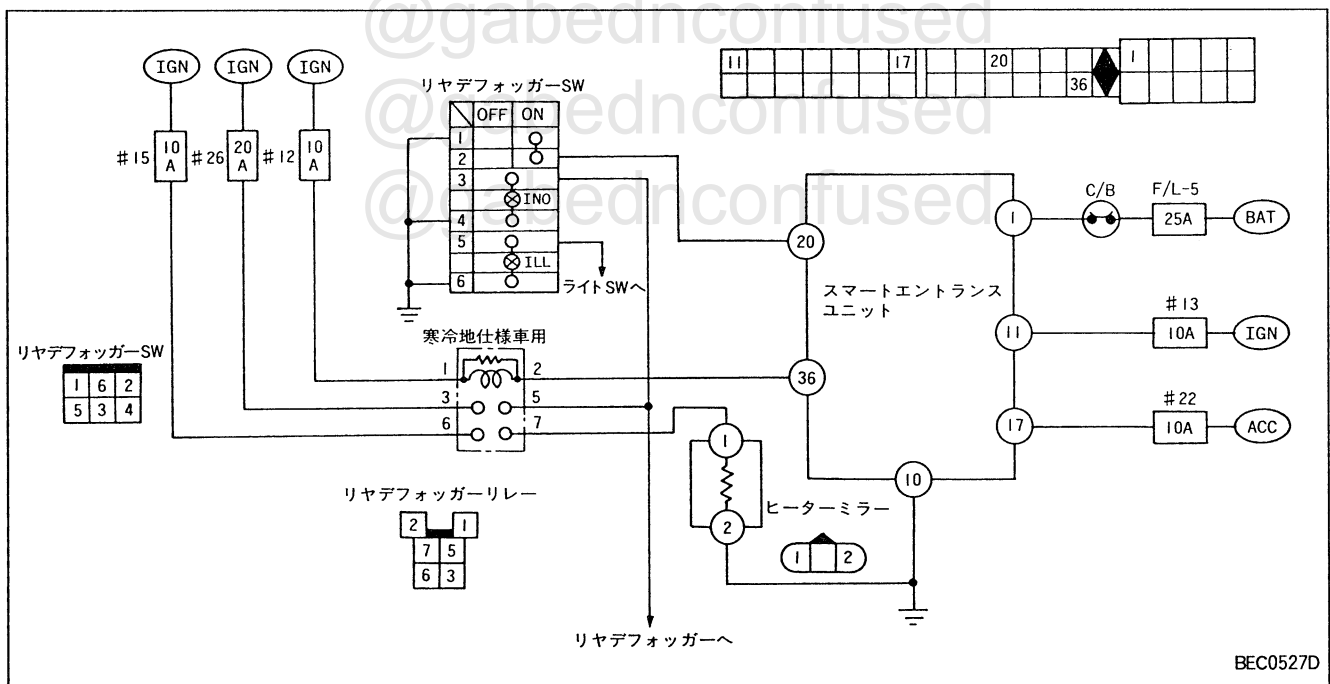 @gabednconfused
IGN IGN IGN
#15 10A #26 20A #12 10A
11 17 20 1
36
リヤデフォッガーSW
@gabednconfused
OFF ON
1
2
3
INO
4
5
ILL
6
ライトSWへ
@gabednconfused
20
36
1
11
17
10
スマートエントランス
ユニット
C/B F/L-5
25A BAT
#13
10A IGN
#22
10A ACC
寒冷地仕様車用
1 2
3 5
6 7
リヤデフォッガーSW
1 6 2
5 3 4
リヤデフォッガーリレー
2 1
7 5
6 3
1
2
ヒーターミラー
1 2
リヤデフォッガーへ
BEC0527D